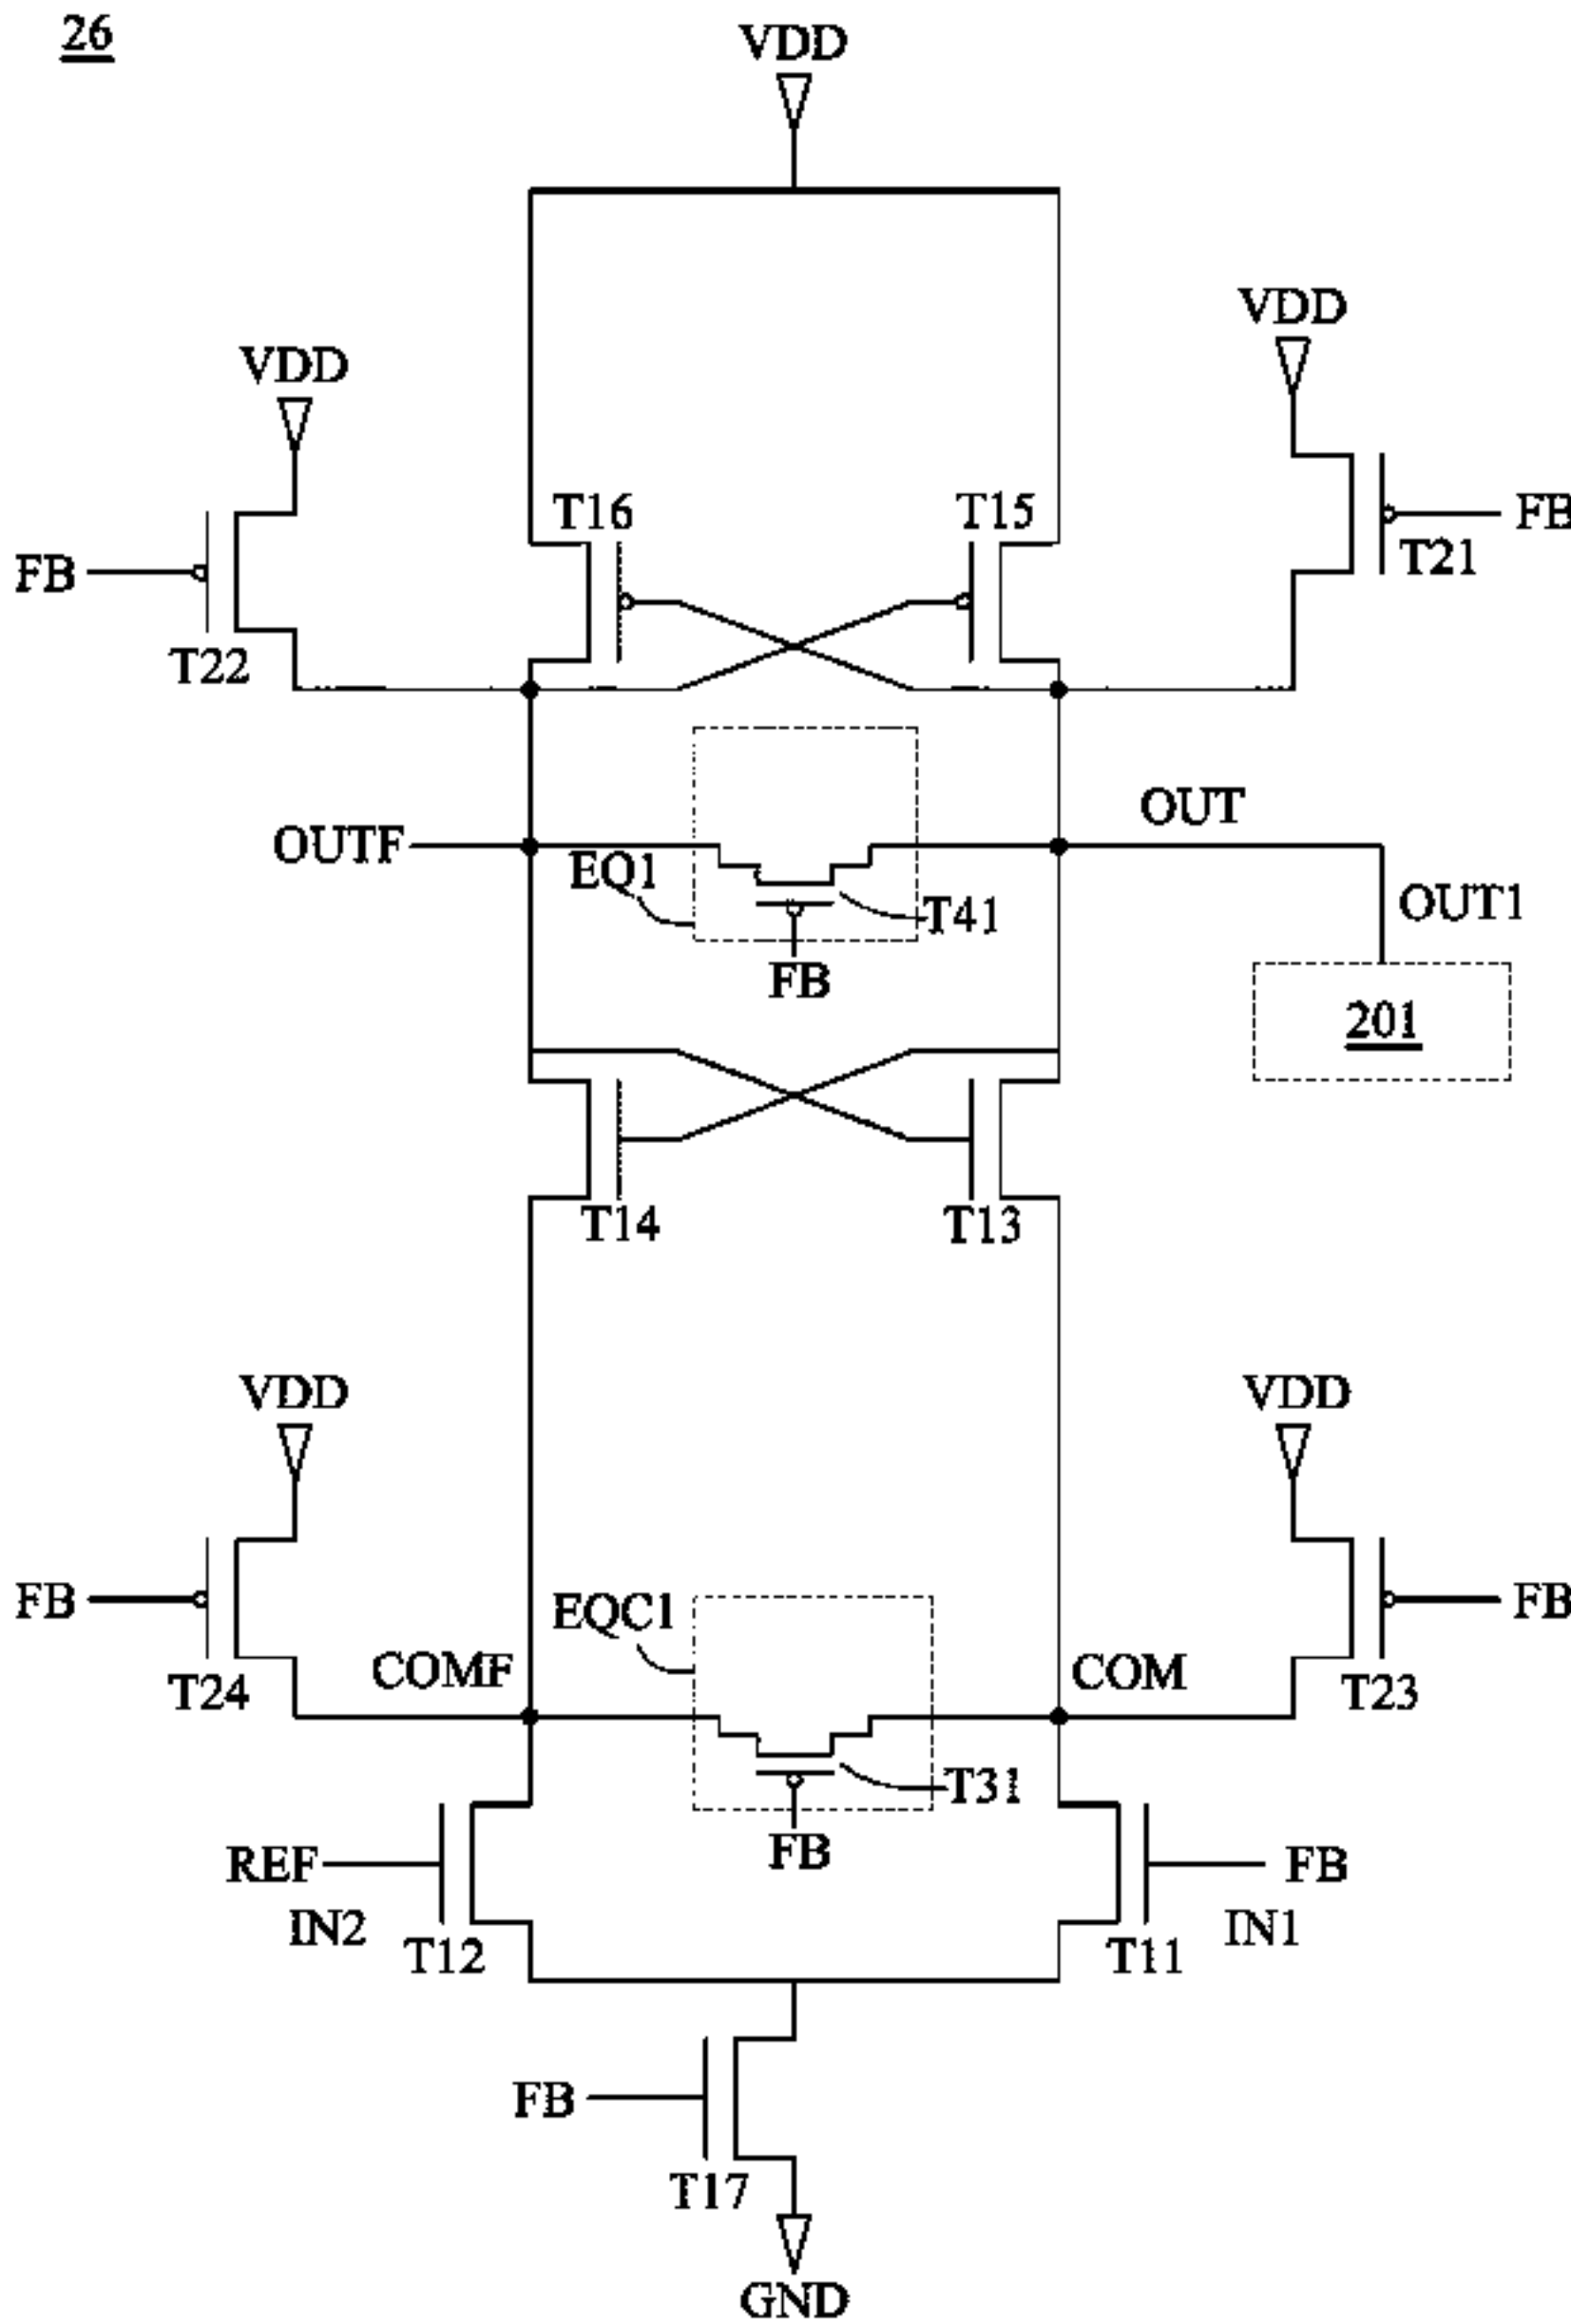 26
VDD
VDD
VDD
T16
T15
FB
FB
T21
T22
OUT
OUTF
EQ1
OUT1
T41
FB
201
T14
T13
VDD
VDD
FB
EQC1
FB
COMF
COM
T24
T23
T31
REF
FB
FB
IN2
IN1
T12
T11
FB
T17
GND